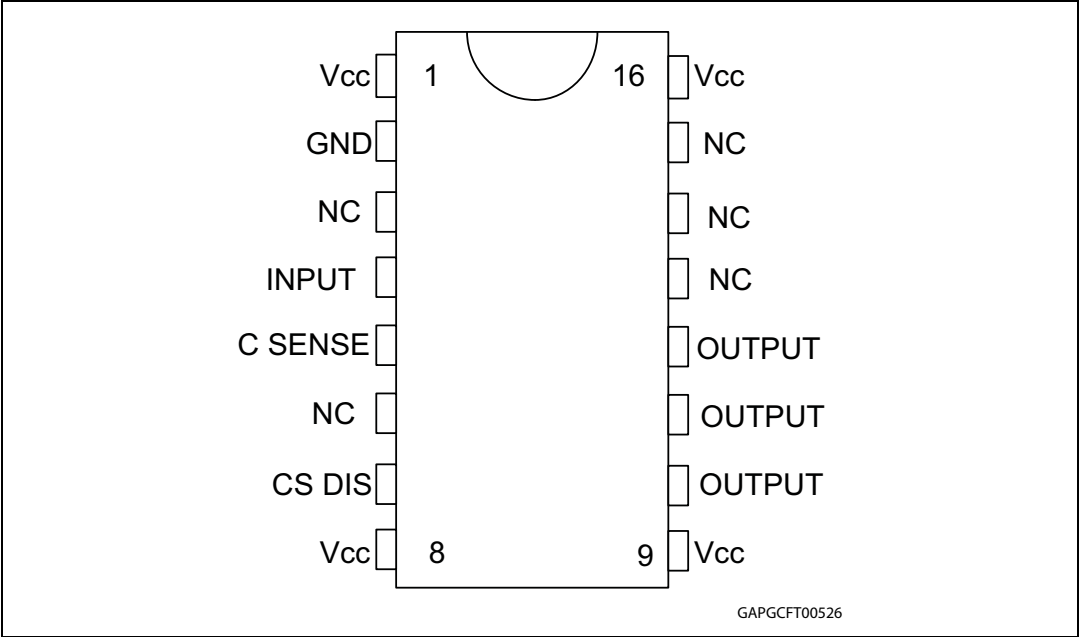 Vcc 1 16 Vcc
GND NC
NC NC
INPUT NC
C SENSE OUTPUT
NC OUTPUT
CS DIS OUTPUT
Vcc 8 9 Vcc
GAPGCFT00526